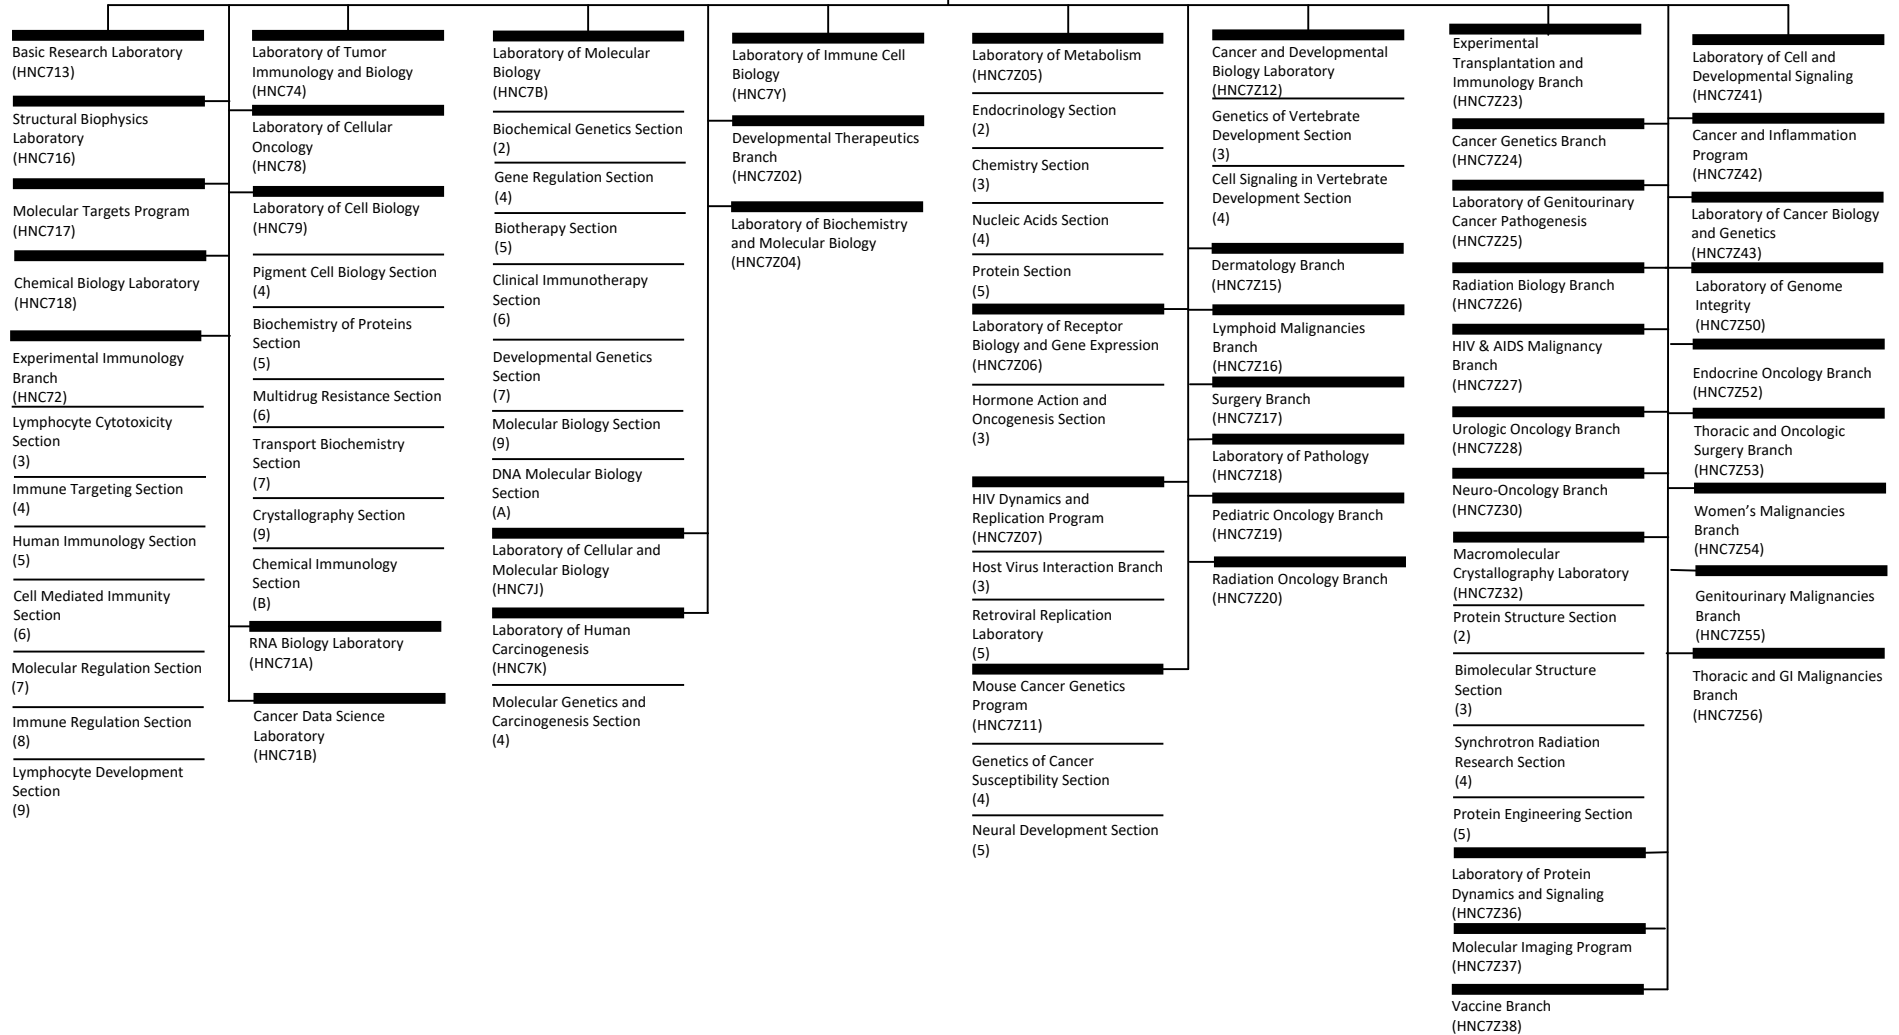 Basic Research Laboratory
(HNC713)
Structural Biophysics
Laboratory
(HNC716)
Molecular Targets Program
(HNC717)
Chemical Biology Laboratory
(HNC718)
Experimental Immunology
Branch
(HNC72)
Lymphocyte Cytotoxicity
Section
(3)
Immune Targeting Section
(4)
Human Immunology Section
(5)
Cell Mediated Immunity
Section
(6)
Molecular Regulation Section
(7)
Immune Regulation Section
(8)
Lymphocyte Development
Section
(9)
Laboratory of Tumor
Immunology and Biology
(HNC74)
Laboratory of Cellular
Oncology
(HNC78)
Laboratory of Cell Biology
(HNC79)
Pigment Cell Biology Section
(4)
Biochemistry of Proteins
Section
(5)
Multidrug Resistance Section
(6)
Transport Biochemistry
Section
(7)
Crystallography Section
(9)
Chemical Immunology
Section
(B)
RNA Biology Laboratory
(HNC71A)
Cancer Data Science
Laboratory
(HNC71B)
Laboratory of Molecular
Biology
(HNC7B)
Biochemical Genetics Section
(2)
Gene Regulation Section
(4)
Biotherapy Section
(5)
Clinical Immunotherapy
Section
(6)
Developmental Genetics
Section
(7)
Molecular Biology Section
(9)
DNA Molecular Biology
Section
(A)
Laboratory of Cellular and
Molecular Biology
(HNC7J)
Laboratory of Human
Carcinogenesis
(HNC7K)
Molecular Genetics and
Carcinogenesis Section
(4)
Laboratory of Immune Cell
Biology
(HNC7Y)
Developmental Therapeutics
Branch
(HNC7Z02)
Laboratory of Biochemistry
and Molecular Biology
(HNC7Z04)
Laboratory of Metabolism
(HNC7Z05)
Endocrinology Section
(2)
Chemistry Section
(3)
Nucleic Acids Section
(4)
Protein Section
(5)
Laboratory of Receptor
Biology and Gene Expression
(HNC7Z06)
Hormone Action and
Oncogenesis Section
(3)
HIV Dynamics and
Replication Program
(HNC7Z07)
Host Virus Interaction Branch
(3)
Retroviral Replication
Laboratory
(5)
Mouse Cancer Genetics
Program
(HNC7Z11)
Genetics of Cancer
Susceptibility Section
(4)
Neural Development Section
(5)
Cancer and Developmental
Biology Laboratory
(HNC7Z12)
Genetics of Vertebrate
Development Section
(3)
Cell Signaling in Vertebrate
Development Section
(4)
Dermatology Branch
(HNC7Z15)
Lymphoid Malignancies
Branch
(HNC7Z16)
Surgery Branch
(HNC7Z17)
Laboratory of Pathology
(HNC7Z18)
Pediatric Oncology Branch
(HNC7Z19)
Radiation Oncology Branch
(HNC7Z20)
Experimental
Transplantation and
Immunology Branch
(HNC7Z23)
Cancer Genetics Branch
(HNC7Z24)
Laboratory of Genitourinary
Cancer Pathogenesis
(HNC7Z25)
Radiation Biology Branch
(HNC7Z26)
HIV & AIDS Malignancy
Branch
(HNC7Z27)
Urologic Oncology Branch
(HNC7Z28)
Neuro-Oncology Branch
(HNC7Z30)
Macromolecular
Crystallography Laboratory
(HNC7Z32)
Protein Structure Section
(2)
Bimolecular Structure
Section
(3)
Synchrotron Radiation
Research Section
(4)
Protein Engineering Section
(5)
Laboratory of Protein
Dynamics and Signaling
(HNC7Z36)
Molecular Imaging Program
(HNC7Z37)
Vaccine Branch
(HNC7Z38)
Laboratory of Cell and
Developmental Signaling
(HNC7Z41)
Cancer and Inflammation
Program
(HNC7Z42)
Laboratory of Cancer Biology
and Genetics
(HNC7Z43)
Laboratory of Genome
Integrity
(HNC7Z50)
Endocrine Oncology Branch
(HNC7Z52)
Thoracic and Oncologic
Surgery Branch
(HNC7Z53)
Women’s Malignancies
Branch
(HNC7Z54)
Genitourinary Malignancies
Branch
(HNC7Z55)
Thoracic and GI Malignancies
Branch
(HNC7Z56)